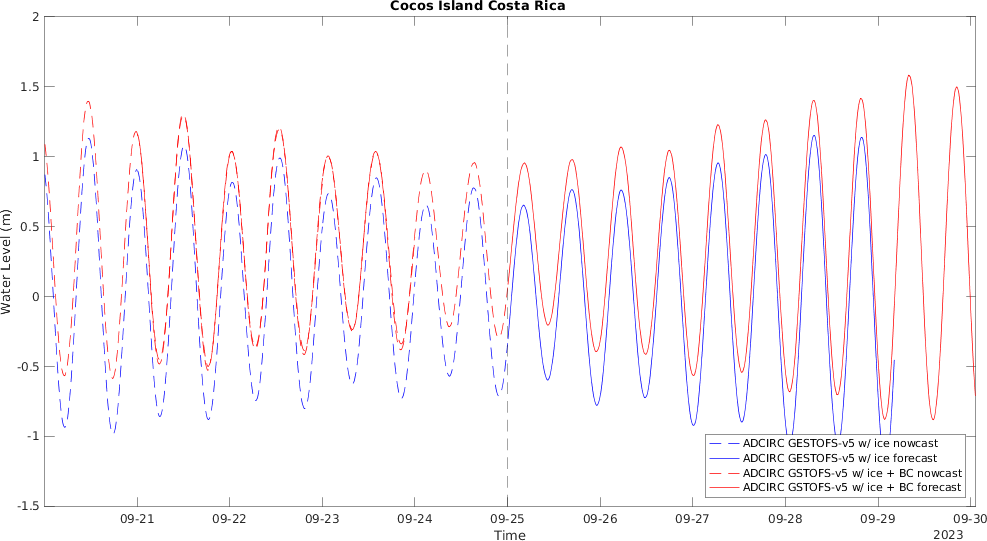 Cocos Island Costa Rica
2
1.5
1
0.5
0
-0.5
-1
-1.5
Water Level (m)
09-21
09-22
09-23
09-24
09-25
09-26
09-27
09-28
09-29
09-30
Time
2023
ADCIRC GESTOFS-v5 w/ ice nowcast
ADCIRC GESTOFS-v5 w/ ice forecast
ADCIRC GSTOFS-v5 w/ ice + BC nowcast
ADCIRC GSTOFS-v5 w/ ice + BC forecast